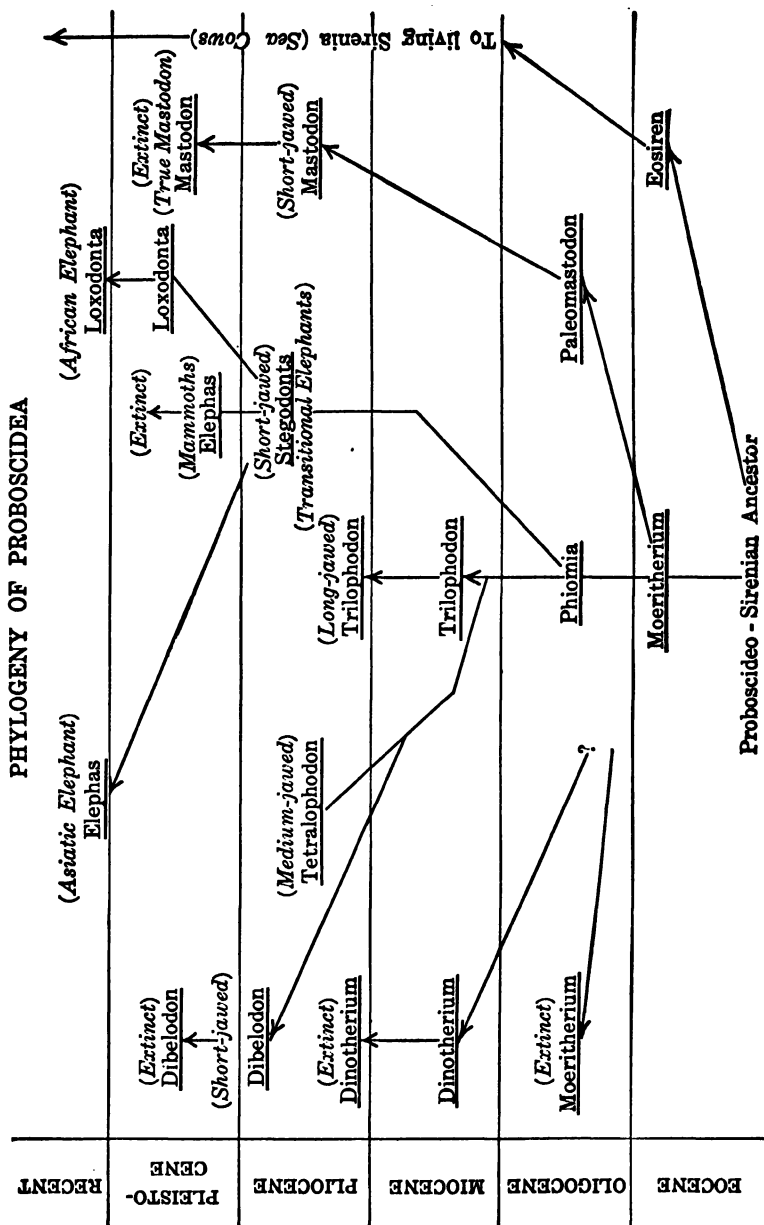 PHYLOGENY OF PROBOSCIDEA
RECENT
(Asiatic Elephant)
Elephas
(African Elephant)
Loxodonta
To living Sirenia (Sea Cows)
PLEISTO-
CENE
(Extinct)
Dibelodon
(Short-jawed)
(Extinct)
(Mammoths)
Elephas
Loxodonta
(Extinct)
(True Mastodon)
Mastodon
PLIOCENE
Dibelodon
(Extinct)
Dinotherium
(Medium-jawed)
Tetralophodon
(Long-jawed)
Trilophodon
(Short-jawed)
Stegodonts
(Transitional Elephants)
(Short-jawed)
Mastodon
MIOCENE
Dinotherium
Trilophodon
OLIGOCENE
(Extinct)
Moeritherium
?
Phiomia
Paleomastodon
EOCENE
Moeritherium
Eosiren
Proboscideo - Sirenian Ancestor